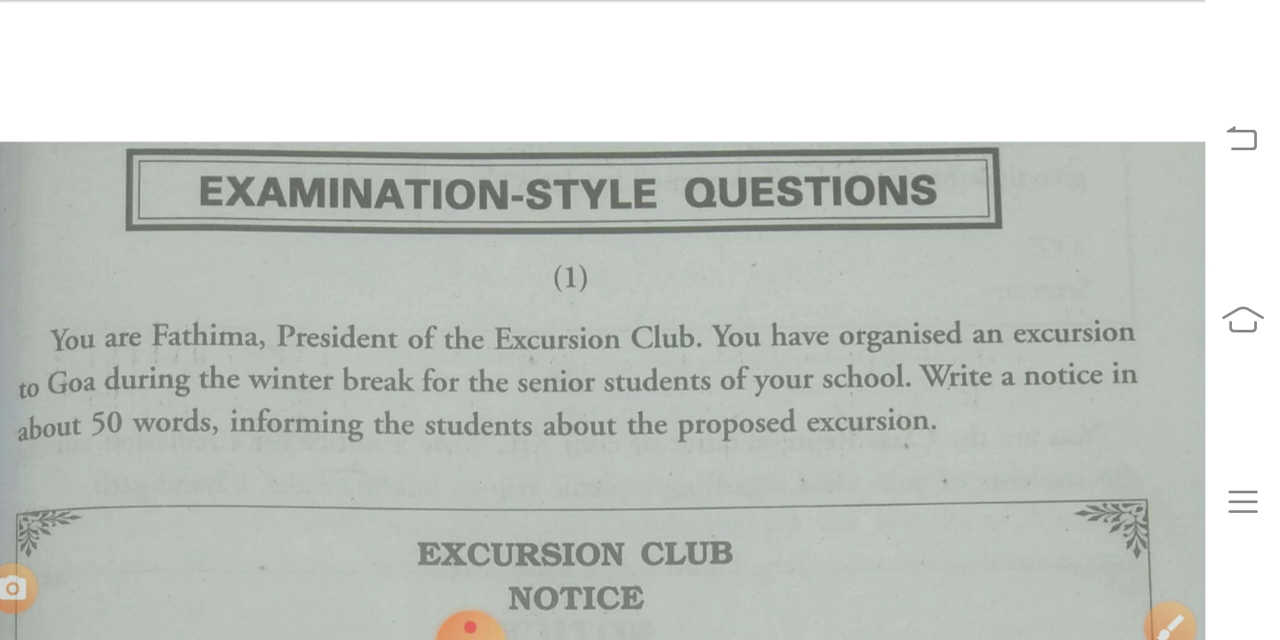 EXAMINATION-STYLE QUESTIONS
(1)
You are Fathima, President of the Excursion Club. You have organised an excursion
to Goa during the winter break for the senior students of your school. Write a notice in
about 50 words, informing the students about the proposed excursion.
EXCURSION CLUB
NOTICE